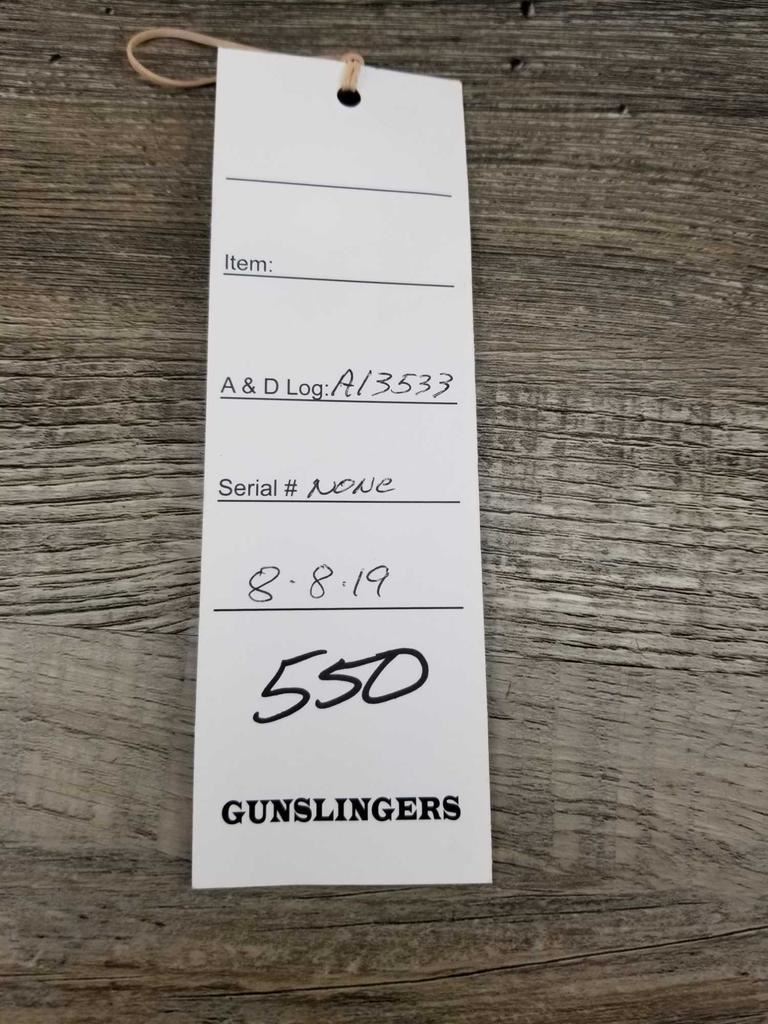 Item:
A & D Log: A13533
Serial # NONE
8-8-19
550
GUNSLINGERS